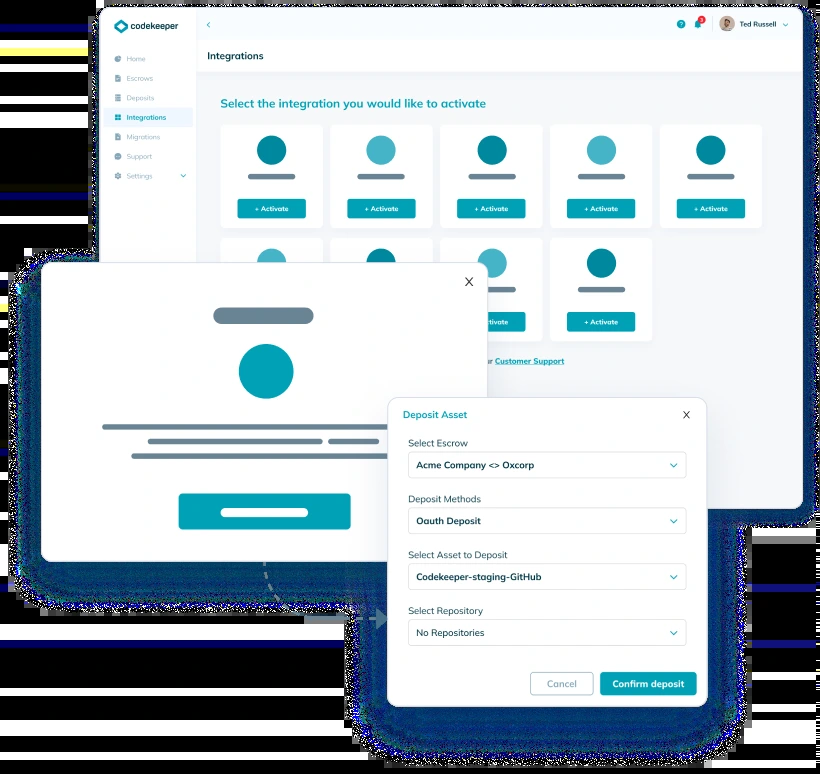 codekeeper
3
Ted Russell
Home
Escrows
Deposits
Integrations
Migrations
Support
Settings
Integrations
Select the integration you would like to activate
+ Activate
+ Activate
+ Activate
+ Activate
+ Activate
+ Activate
Customer Support
X
Deposit Asset
X
Select Escrow
Acme Company <> Oxcorp
Deposit Methods
Oauth Deposit
Select Asset to Deposit
Codekeeper-staging-GitHub
Select Repository
No Repositories
Cancel
Confirm deposit